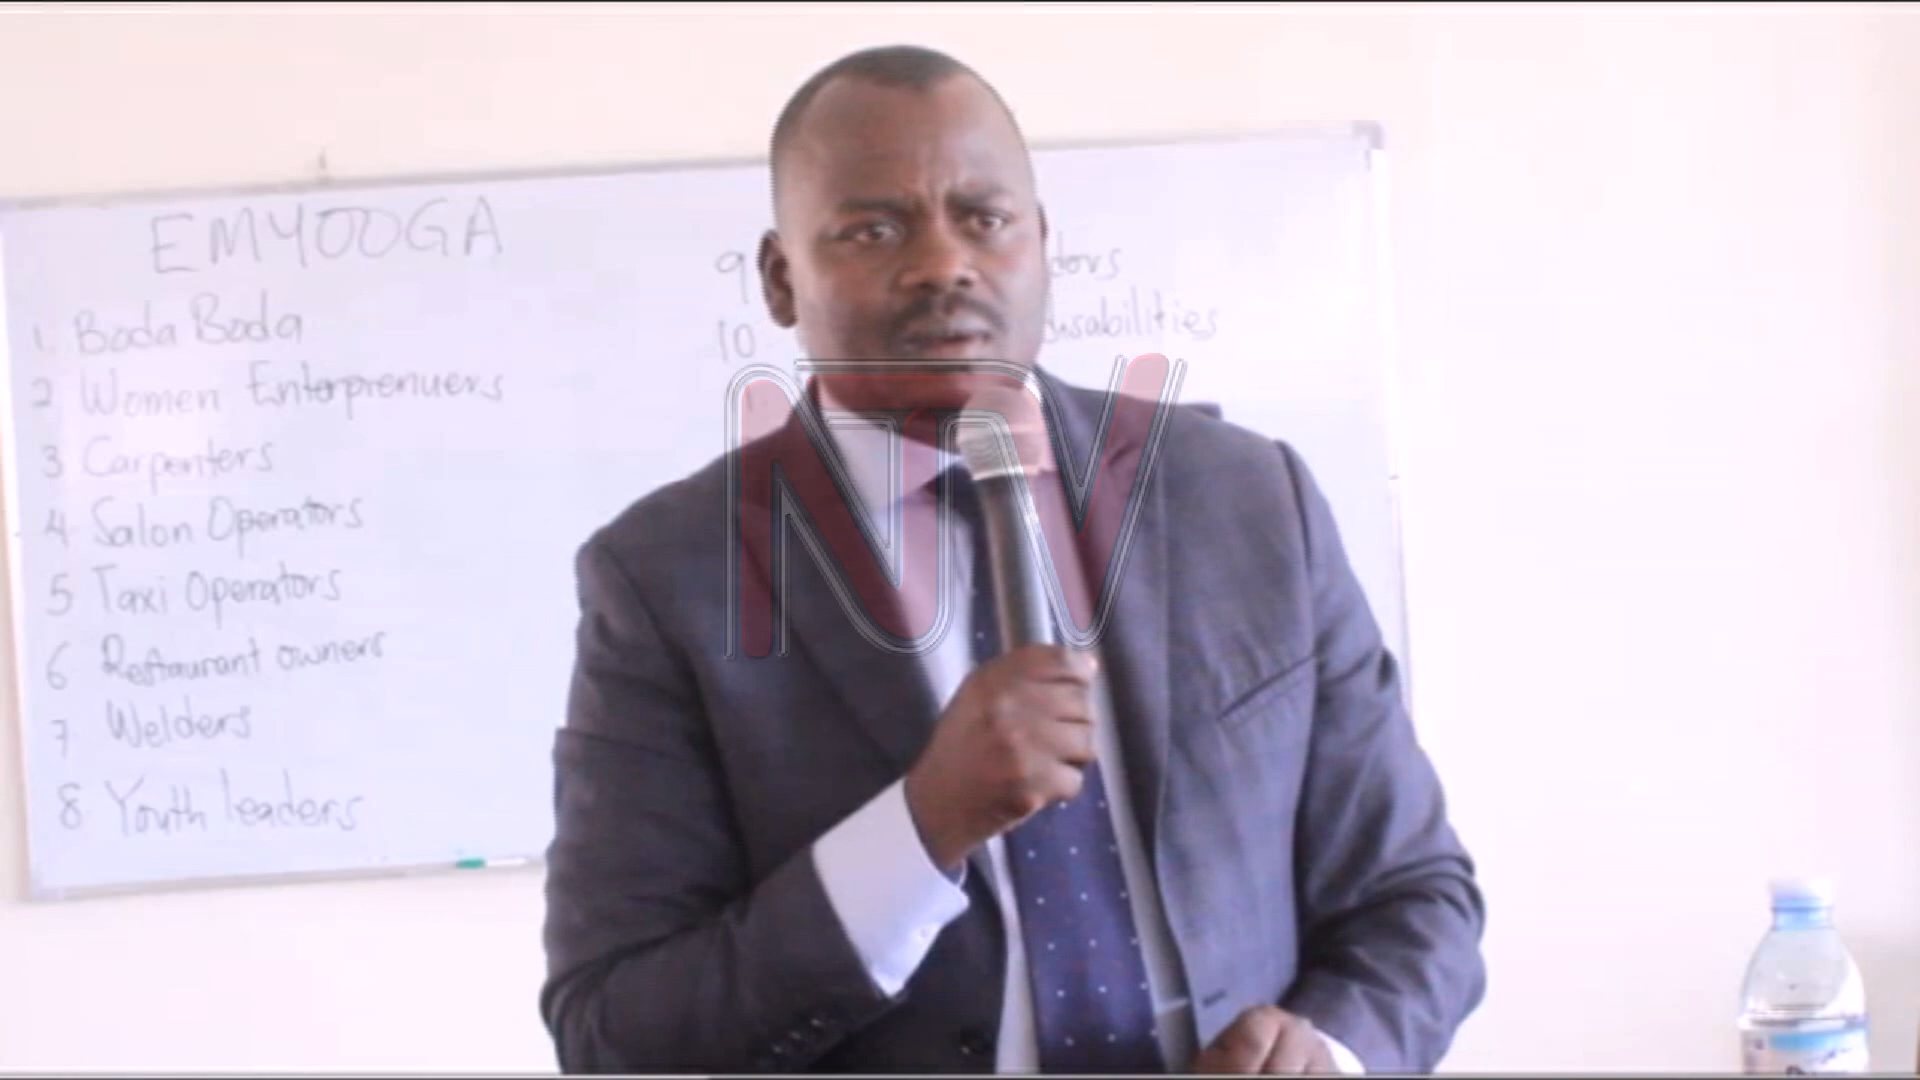 EMYOOGA
1. Boda Boda
2 Women Enterprenuers
3 Carpenters
4 Salon Operators
5 Taxi Operators
6 Restaurant owners
7. Welders
8. Youth leaders
9
10.
NTV